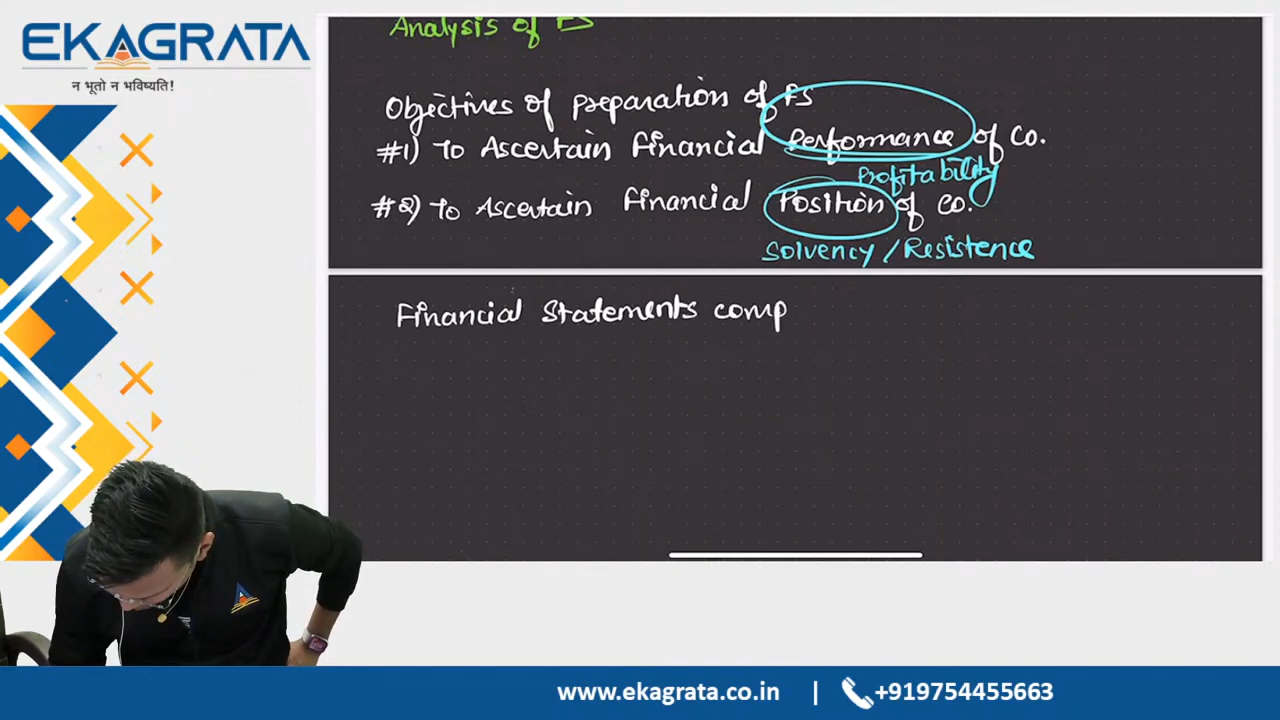 EKAGRATA
न भूतो न भविष्यति!
Analysis of FS
Objectives of preparation of FS
#1) To Ascertain Financial Performance of Co.
Profitability
#2) To Ascertain Financial Position of Co.
Solvency / Resistence
Financial Statements comp
www.ekagrata.co.in | +919754455663